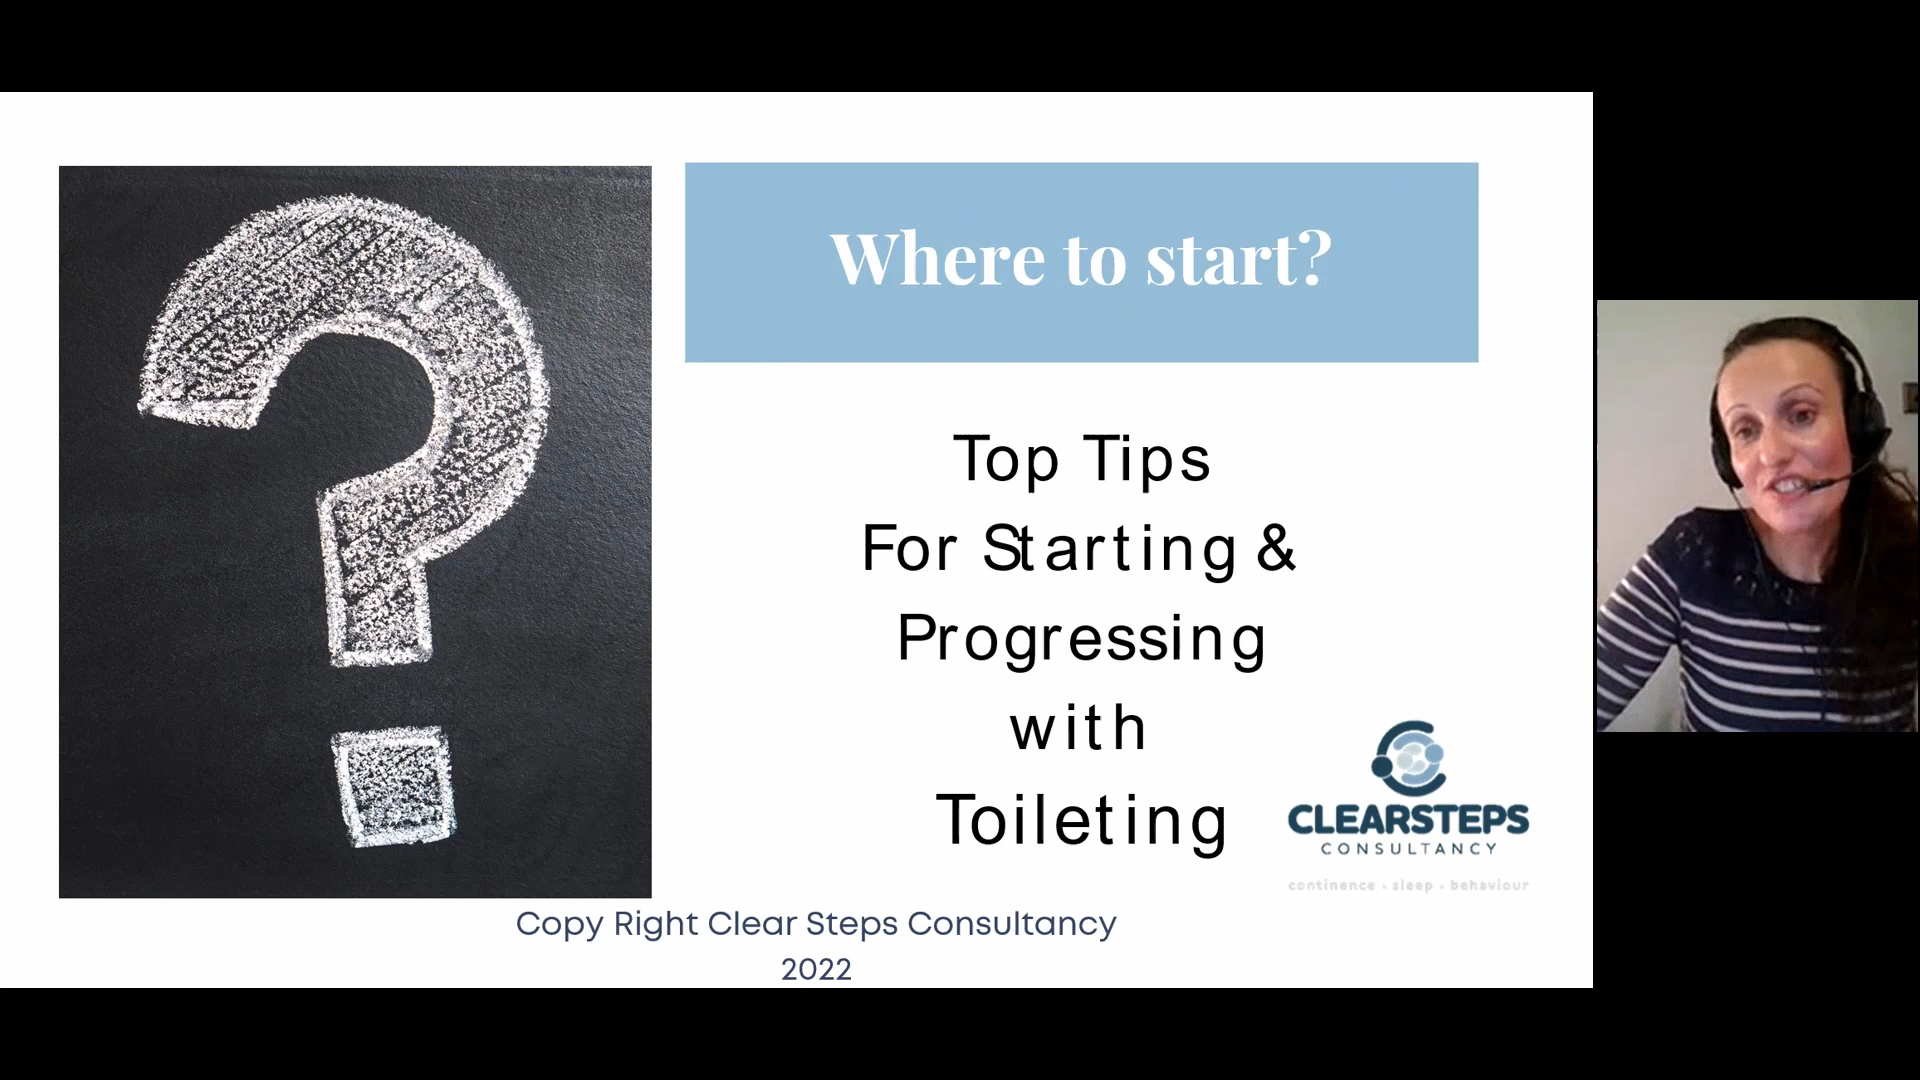 Where to start?
Top Tips
For Starting &
Progressing
with
Toileting
CLEARSTEPS
CONSULTANCY
continence - sleep - behaviour
Copy Right Clear Steps Consultancy
2022